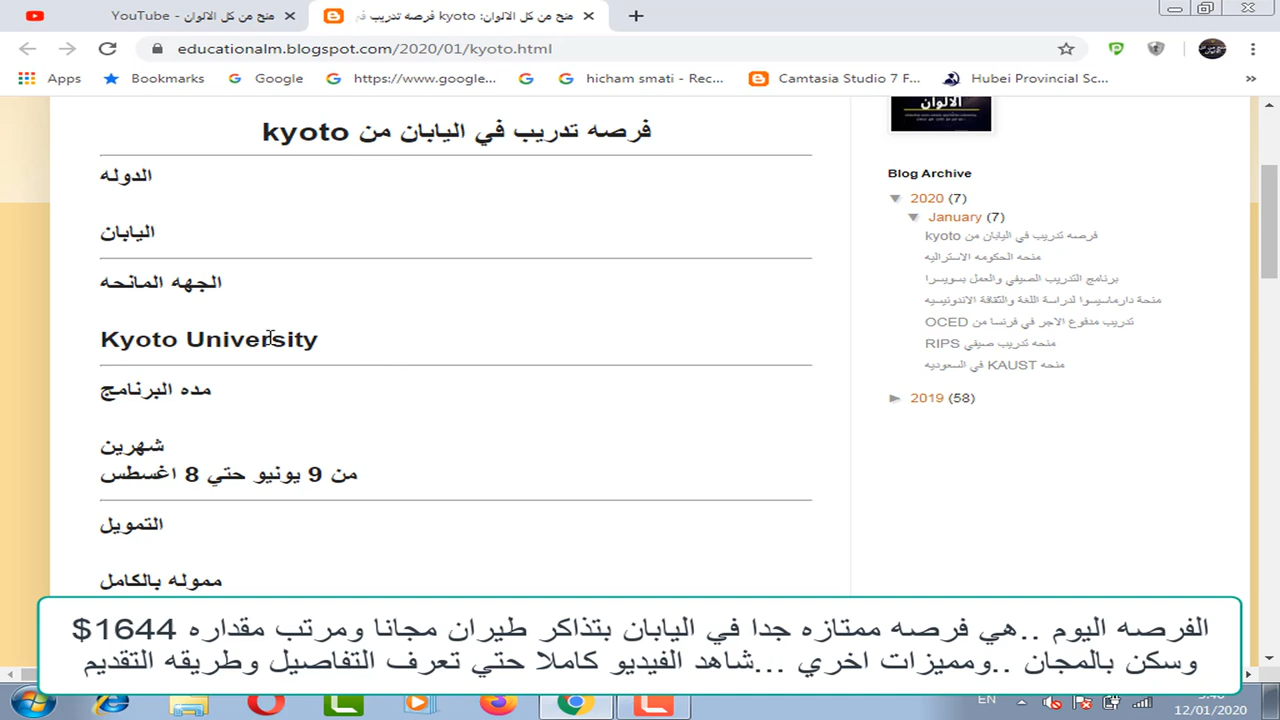 منح من كل الالوان - YouTube
منح من كل الالوان: kyoto فرصه تدريب في
educationalm.blogspot.com/2020/01/kyoto.html
Apps
Bookmarks
Google
https://www.google...
hicham smati - Rec...
Camtasia Studio 7 F...
Hubei Provincial Sc...
»
فرصه تدريب في اليابان من kyoto
الدوله
اليابان
الجهه المانحه
Kyoto University
مده البرنامج
شهرين
من 9 يونيو حتي 8 اغسطس
التمويل
مموله بالكامل
الالوان
Blog Archive
▼ 2020 (7)
▼ January (7)
فرصه تدريب في اليابان من kyoto
منحه الحكومه الاستراليه
برنامج التدريب الصيفي والعمل بسويسرا
منحة دارماسيسوا لدراسة اللغة والثقافة الاندونيسيه
تدريب مدفوع الاجر في فرنسا من OCED
منحه تدريب صيفي RIPS
منحه KAUST في السعوديه
► 2019 (58)
الفرصه اليوم ..هي فرصه ممتازه جدا في اليابان بتذاكر طيران مجانا ومرتب مقداره 1644$
وسكن بالمجان ..ومميزات اخري ...شاهد الفيديو كاملا حتي تعرف التفاصيل وطريقه التقديم
EN
12/01/2020